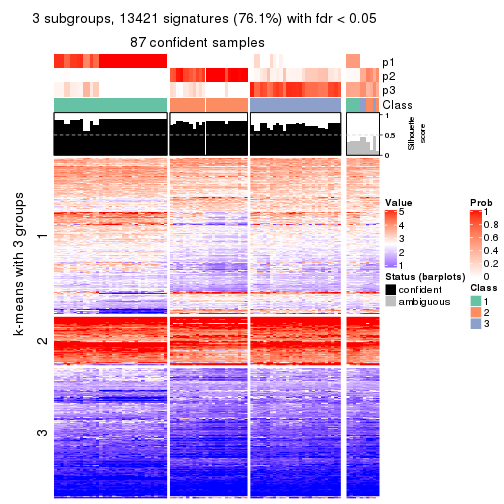 3 subgroups, 13421 signatures (76.1%) with fdr < 0.05
87 confident samples
p1
p2
p3
Class
1
0.5
0
Silhouette
score
k-means with 3 groups
1
2
3
Value
5
4
3
2
1
Status (barplots)
confident
ambiguous
Prob
1
0.8
0.6
0.4
0.2
0
Class
1
2
3